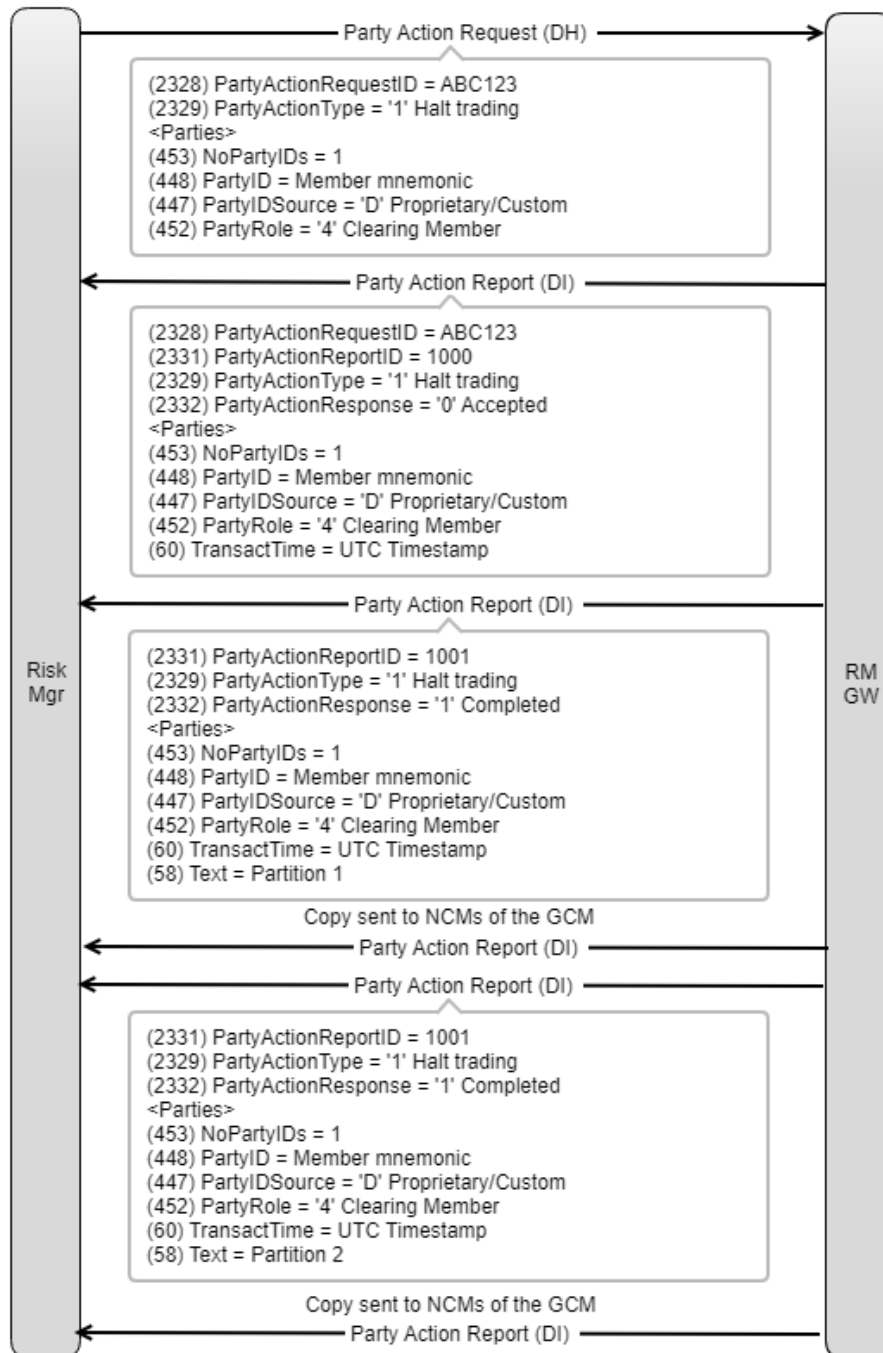 Party Action Request (DH)
(2328) PartyActionRequestID = ABC123
(2329) PartyActionType = '1' Halt trading
<Parties>
(453) NoPartyIDs = 1
(448) PartyID = Member mnemonic
(447) PartyIDSource = 'D' Proprietary/Custom
(452) PartyRole = '4' Clearing Member
Party Action Report (DI)
(2328) PartyActionRequestID = ABC123
(2331) PartyActionReportID = 1000
(2329) PartyActionType = '1' Halt trading
(2332) PartyActionResponse = '0' Accepted
<Parties>
(453) NoPartyIDs = 1
(448) PartyID = Member mnemonic
(447) PartyIDSource = 'D' Proprietary/Custom
(452) PartyRole = '4' Clearing Member
(60) TransactTime = UTC Timestamp
Party Action Report (DI)
Risk
Mgr
RM
GW
(2331) PartyActionReportID = 1001
(2329) PartyActionType = '1' Halt trading
(2332) PartyActionResponse = '1' Completed
<Parties>
(453) NoPartyIDs = 1
(448) PartyID = Member mnemonic
(447) PartyIDSource = 'D' Proprietary/Custom
(452) PartyRole = '4' Clearing Member
(60) TransactTime = UTC Timestamp
(58) Text = Partition 1
Copy sent to NCMs of the GCM
Party Action Report (DI)
Party Action Report (DI)
(2331) PartyActionReportID = 1001
(2329) PartyActionType = '1' Halt trading
(2332) PartyActionResponse = '1' Completed
<Parties>
(453) NoPartyIDs = 1
(448) PartyID = Member mnemonic
(447) PartyIDSource = 'D' Proprietary/Custom
(452) PartyRole = '4' Clearing Member
(60) TransactTime = UTC Timestamp
(58) Text = Partition 2
Copy sent to NCMs of the GCM
Party Action Report (DI)